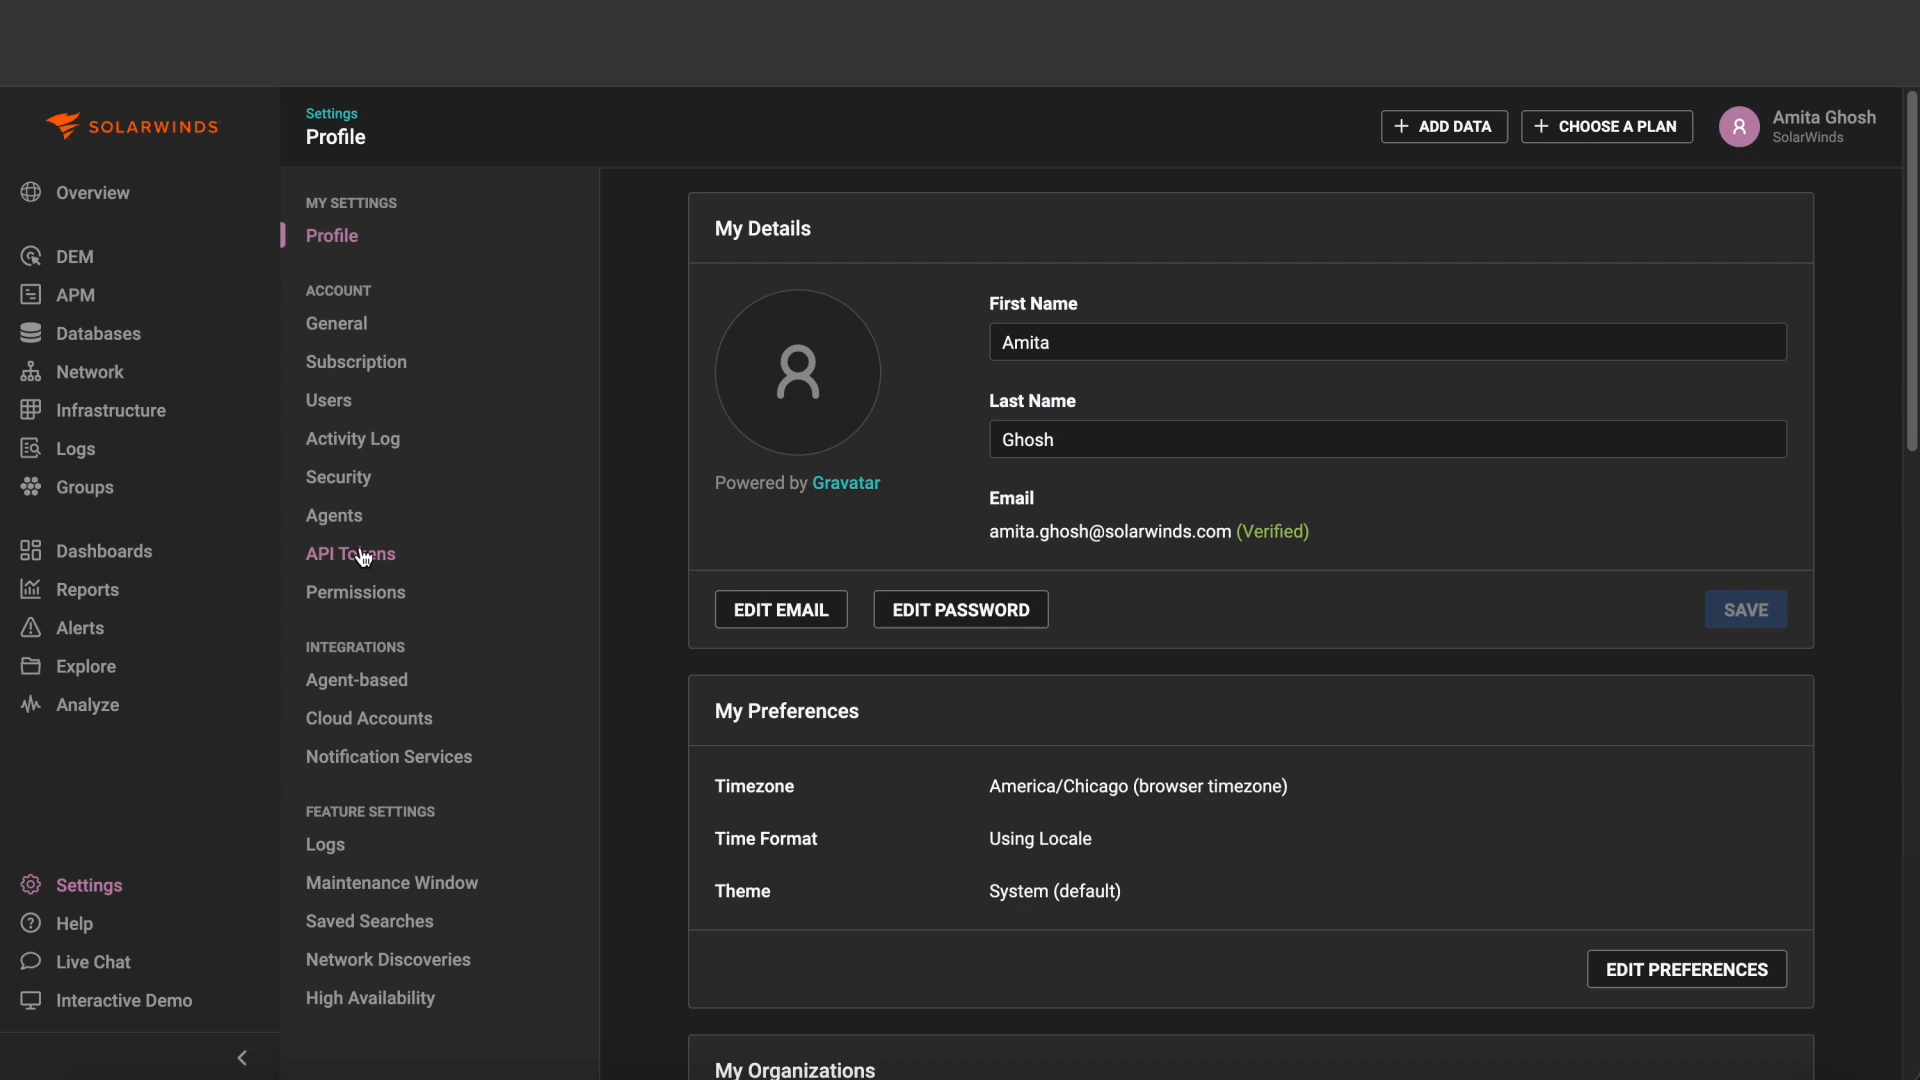 SOLARWINDS
Overview
DEM
APM
Databases
Network
Infrastructure
Logs
Groups
Dashboards
Reports
Alerts
Explore
Analyze
Settings
Help
Live Chat
Interactive Demo
Settings
Profile
ADD DATA
CHOOSE A PLAN
Amita Ghosh
SolarWinds
MY SETTINGS
Profile
ACCOUNT
General
Subscription
Users
Activity Log
Security
Agents
API Tokens
Permissions
INTEGRATIONS
Agent-based
Cloud Accounts
Notification Services
FEATURE SETTINGS
Logs
Maintenance Window
Saved Searches
Network Discoveries
High Availability
My Details
Powered by Gravatar
First Name
Amita
Last Name
Ghosh
Email
amita.ghosh@solarwinds.com (Verified)
EDIT EMAIL
EDIT PASSWORD
SAVE
My Preferences
Timezone America/Chicago (browser timezone)
Time Format Using Locale
Theme System (default)
EDIT PREFERENCES
My Organizations